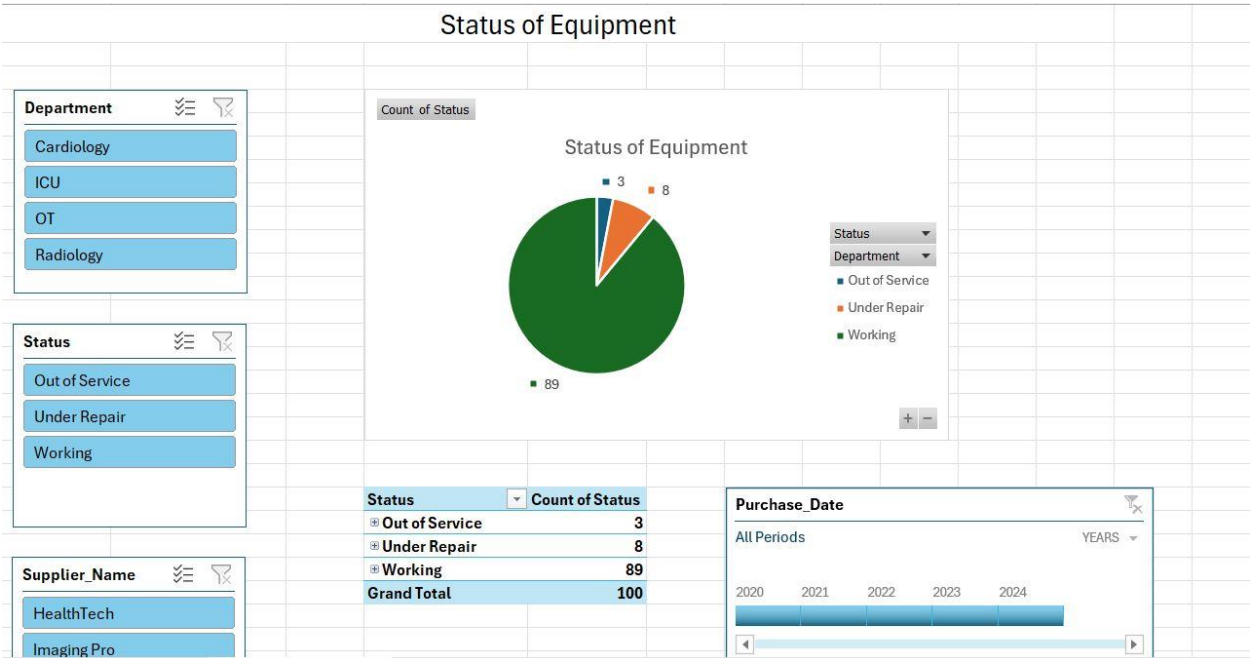 Status of Equipment
Department
Cardiology
ICU
OT
Radiology
Status
Out of Service
Under Repair
Working
Supplier_Name
HealthTech
Imaging Pro
Count of Status
Status of Equipment
3
8
89
Status
Department
Out of Service
Under Repair
Working
Status Count of Status
Out of Service 3
Under Repair 8
Working 89
Grand Total 100
Purchase_Date
All Periods YEARS
2020 2021 2022 2023 2024